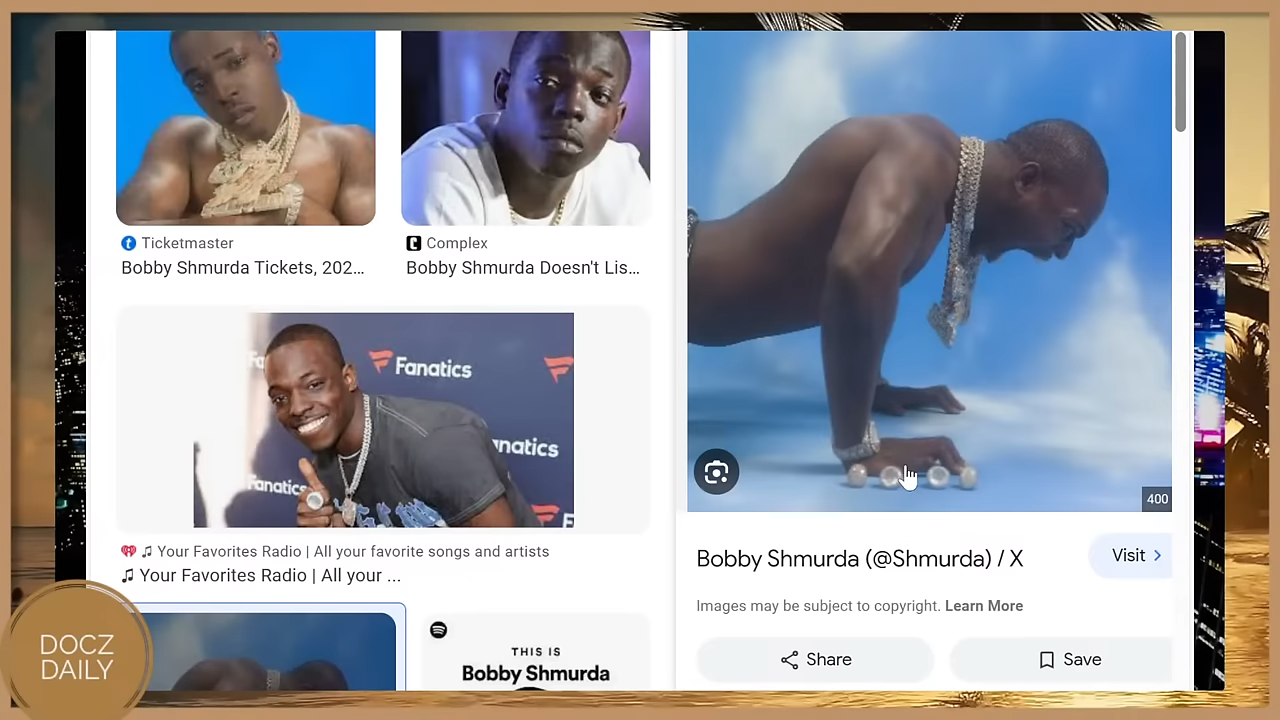 Ticketmaster
Bobby Shmurda Tickets, 202...
Complex
Bobby Shmurda Doesn't Lis...
Fanatics
natics
Fanatics
Your Favorites Radio | All your favorite songs and artists
Your Favorites Radio | All your ...
THIS IS
Bobby Shmurda
400
Bobby Shmurda (@Shmurda) / X
Visit
Images may be subject to copyright. Learn More
Share
Save
DOCZ
DAILY